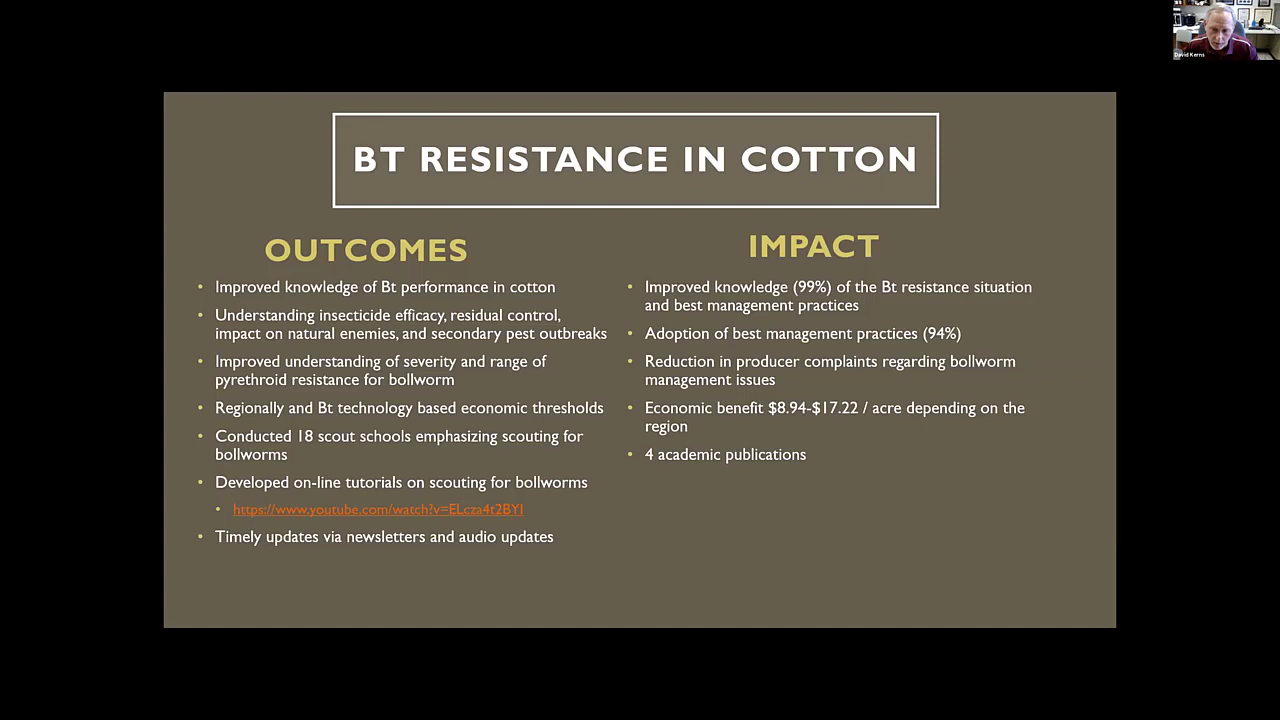 David Kerns
BT RESISTANCE IN COTTON
OUTCOMES
• Improved knowledge of Bt performance in cotton
• Understanding insecticide efficacy, residual control,
impact on natural enemies, and secondary pest outbreaks
• Improved understanding of severity and range of
pyrethroid resistance for bollworm
• Regionally and Bt technology based economic thresholds
• Conducted 18 scout schools emphasizing scouting for
bollworms
• Developed on-line tutorials on scouting for bollworms
• https://www.youtube.com/watch?v=ELcza4t2BYI
• Timely updates via newsletters and audio updates
IMPACT
• Improved knowledge (99%) of the Bt resistance situation
and best management practices
• Adoption of best management practices (94%)
• Reduction in producer complaints regarding bollworm
management issues
• Economic benefit $8.94-$17.22 / acre depending on the
region
• 4 academic publications